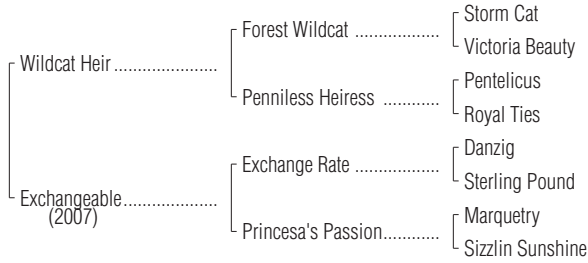 Storm Cat
Forest Wildcat ..................
Victoria Beauty
Wildcat Heir ......................
Pentelicus
Penniless Heiress ............
Royal Ties
Danzig
Exchange Rate ..................
Sterling Pound
Exchangeable....................
(2007)
Marquetry
Princesa's Passion............
Sizzlin Sunshine